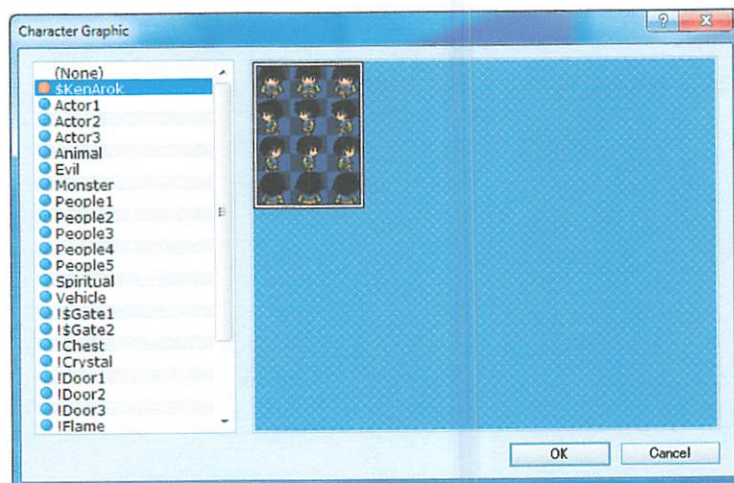 Character Graphic
?
(None)
$KenArok
Actor1
Actor2
Actor3
Animal
Evil
Monster
People1
People2
People3
People4
People5
Spiritual
Vehicle
!$Gate1
!$Gate2
!Chest
!Crystal
!Door1
!Door2
!Door3
!Flame
OK
Cancel